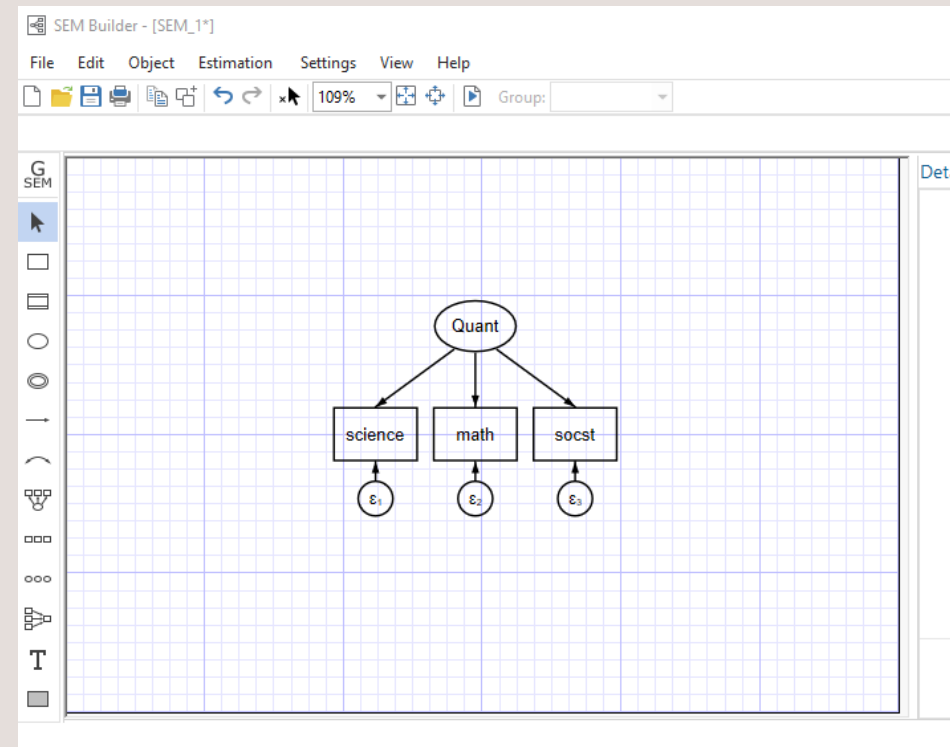 SEM Builder - [SEM_1*]
File Edit Object Estimation Settings View Help
109% Group:
G
SEM
Det
Quant
science math socst
ε₁ ε₂ ε₃
T